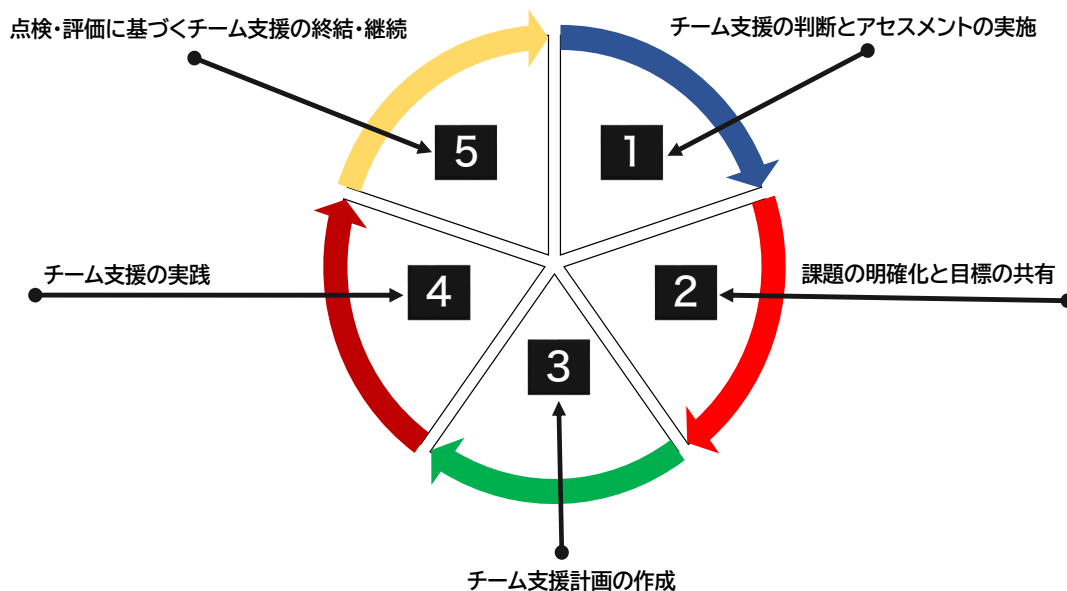 点検・評価に基づくチーム支援の終結・継続
チーム支援の判断とアセスメントの実施
5
1
チーム支援の実践
4
2
課題の明確化と目標の共有
3
チーム支援計画の作成